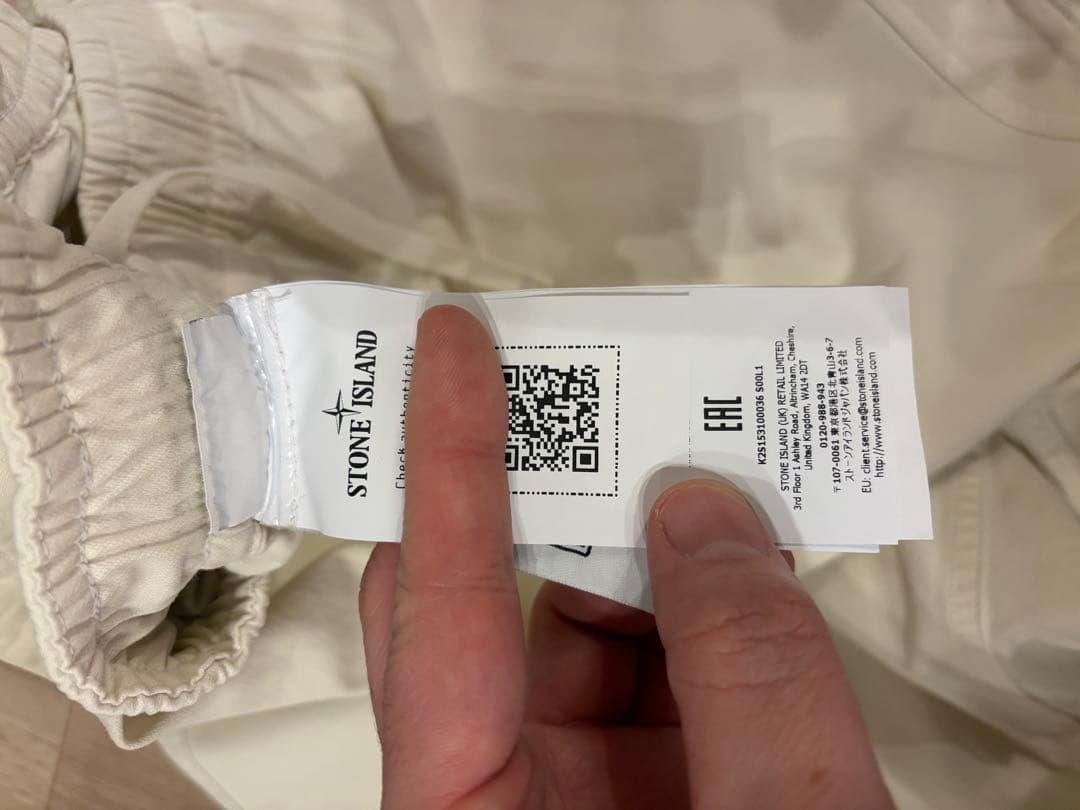 STONE ISLAND
Check authenticity
EAC
K2S153100036 S00L1
STONE ISLAND (UK) RETAIL LIMITED
3rd Floor 1 Ashley Road, Altrincham, Cheshire,
United Kingdom, WA14 2DT
0120-988-943
〒107-0061 東京都港区北青山3-6-7
ストーンアイランドジャパン株式会社
EU: client.service@stoneisland.com
http://www.stoneisland.com